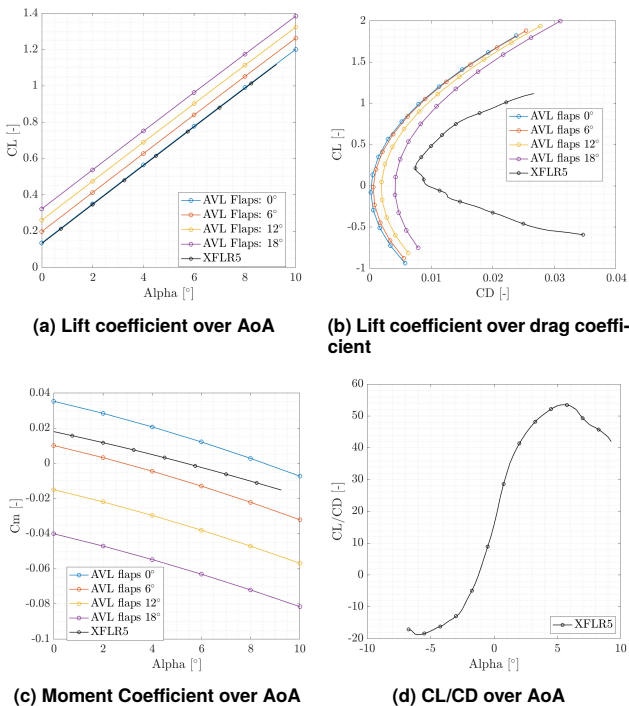 1.4
1.2
1
0.8
0.6
0.4
0.2
0
CL [-]
0 2 4 6 8 10
Alpha [°]
AVL Flaps: 0°
AVL Flaps: 6°
AVL Flaps: 12°
AVL Flaps: 18°
XFLR5
(a) Lift coefficient over AoA
2
1.5
1
0.5
0
-0.5
-1
CL [-]
0 0.01 0.02 0.03 0.04
CD [-]
AVL flaps 0°
AVL flaps 6°
AVL flaps 12°
AVL flaps 18°
XFLR5
(b) Lift coefficient over drag coeffi-
cient
0.04
0.02
0
-0.02
-0.04
-0.06
-0.08
-0.1
Cm [-]
0 2 4 6 8 10
Alpha [°]
AVL flaps 0°
AVL flaps 6°
AVL flaps 12°
AVL flaps 18°
XFLR5
(c) Moment Coefficient over AoA
60
50
40
30
20
10
0
-10
-20
CL/CD [-]
-10 -5 0 5 10
Alpha [°]
XFLR5
(d) CL/CD over AoA